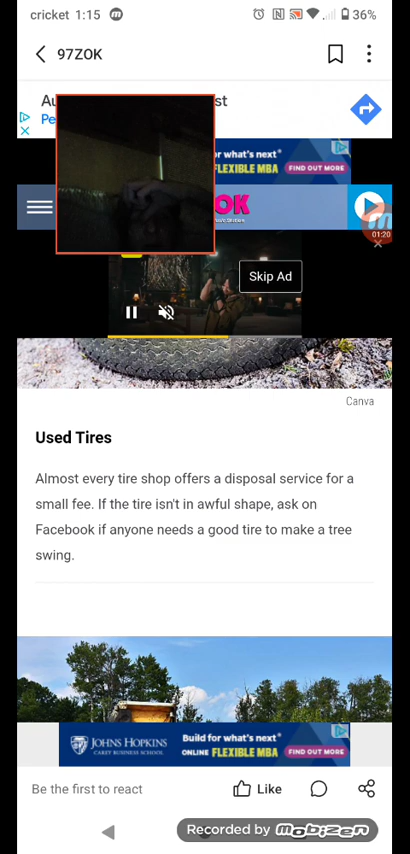 cricket 1:15
36%
97ZOK
Au st
Pe
r what's next*
FLEXIBLE MBA FIND OUT MORE
OK
01:20
Skip Ad
Canva
Used Tires
Almost every tire shop offers a disposal service for a
small fee. If the tire isn't in awful shape, ask on
Facebook if anyone needs a good tire to make a tree
swing.
JOHNS HOPKINS
CAREY BUSINESS SCHOOL
Build for what's next*
ONLINE FLEXIBLE MBA FIND OUT MORE
Be the first to react
Like
Recorded by mobizen